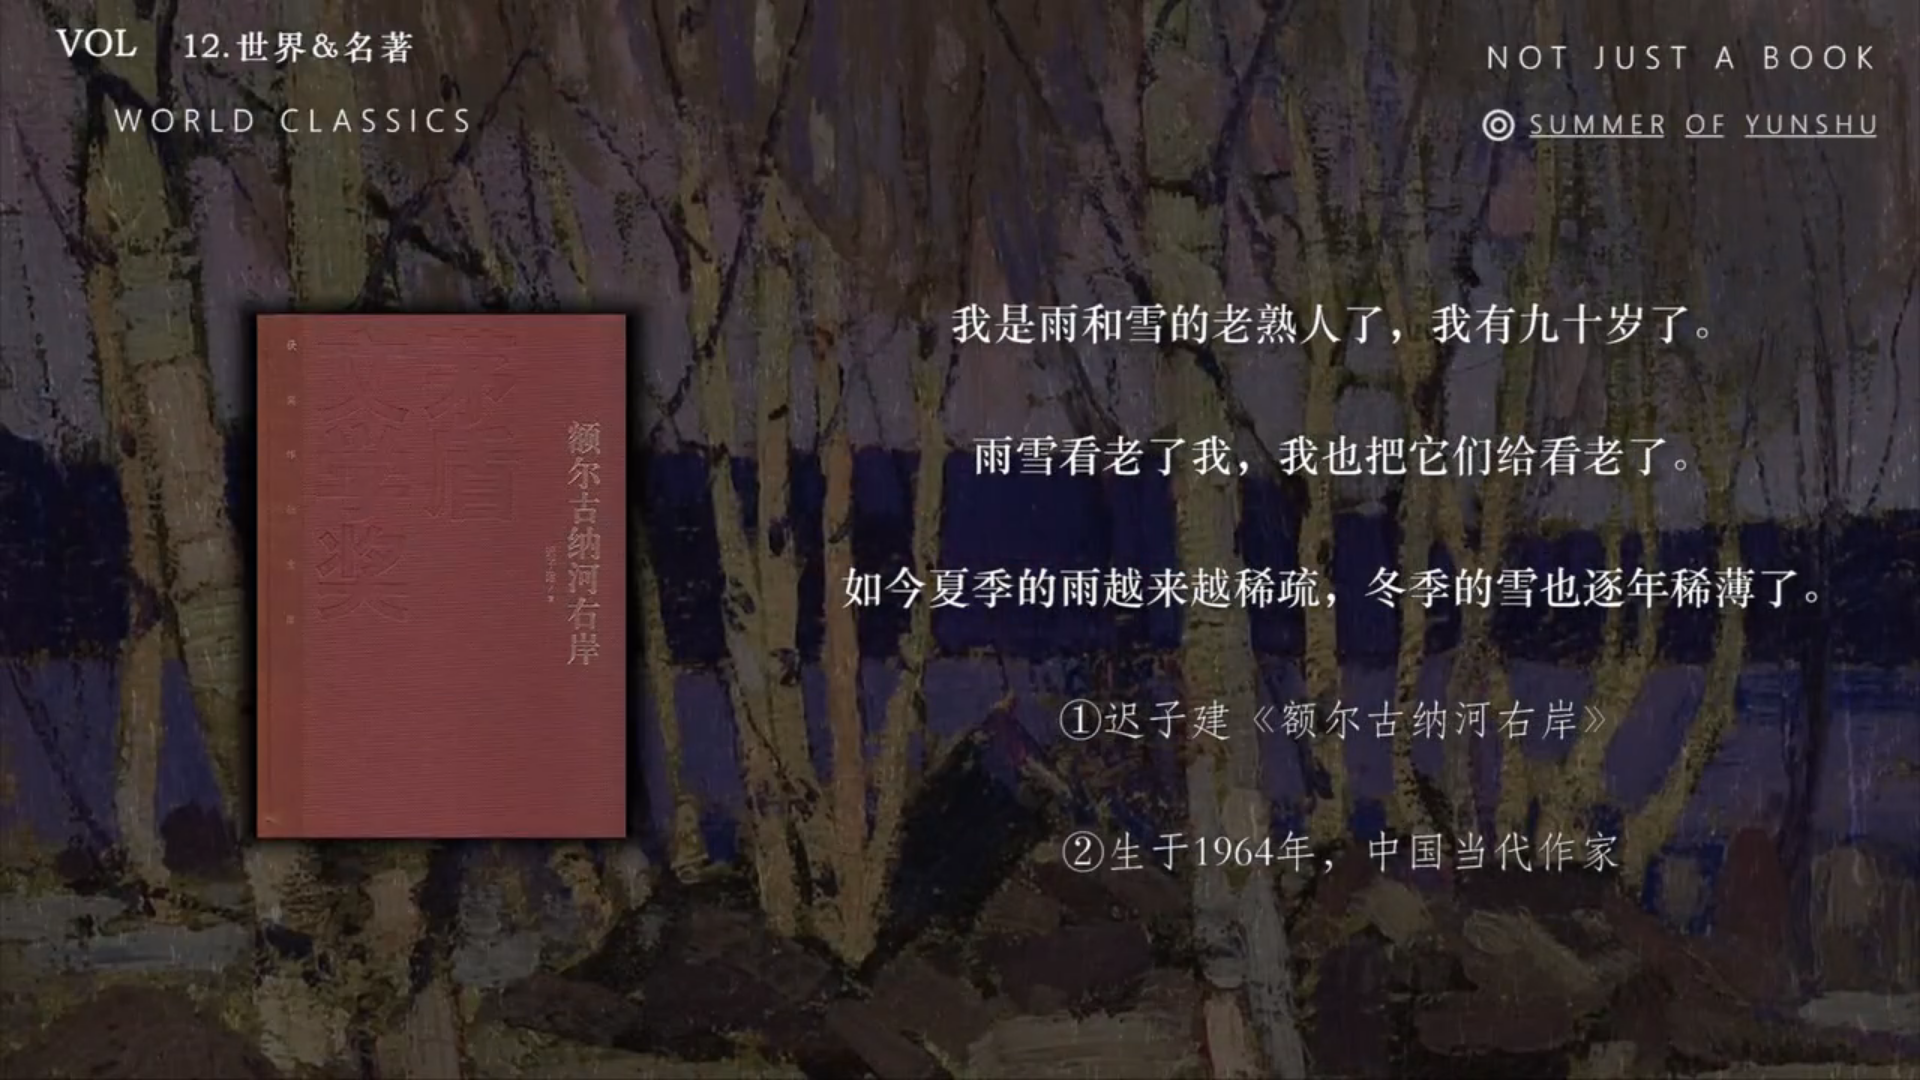 VOL 12.世界&名著
WORLD CLASSICS
NOT JUST A BOOK
SUMMER OF YUNSHU
茅盾
文学奖
额尔古纳河右岸
我是雨和雪的老熟人了，我有九十岁了。
雨雪看老了我，我也把它们给看老了。
如今夏季的雨越来越稀疏，冬季的雪也逐年稀薄了。
①迟子建《额尔古纳河右岸》
②生于1964年，中国当代作家